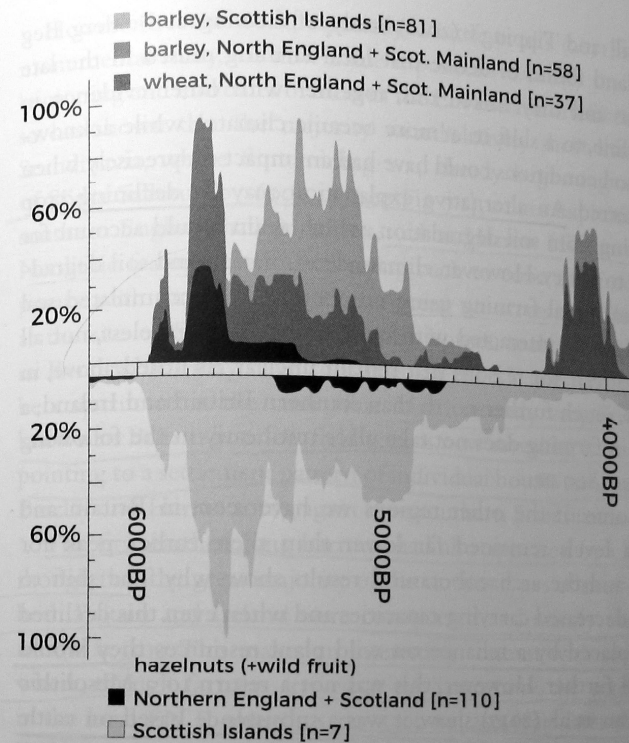 barley, Scottish Islands [n=81]
barley, North England + Scot. Mainland [n=58]
wheat, North England + Scot. Mainland [n=37]
100%
60%
20%
20%
60%
100%
6000BP
5000BP
4000BP
hazelnuts (+wild fruit)
Northern England + Scotland [n=110]
Scottish Islands [n=7]